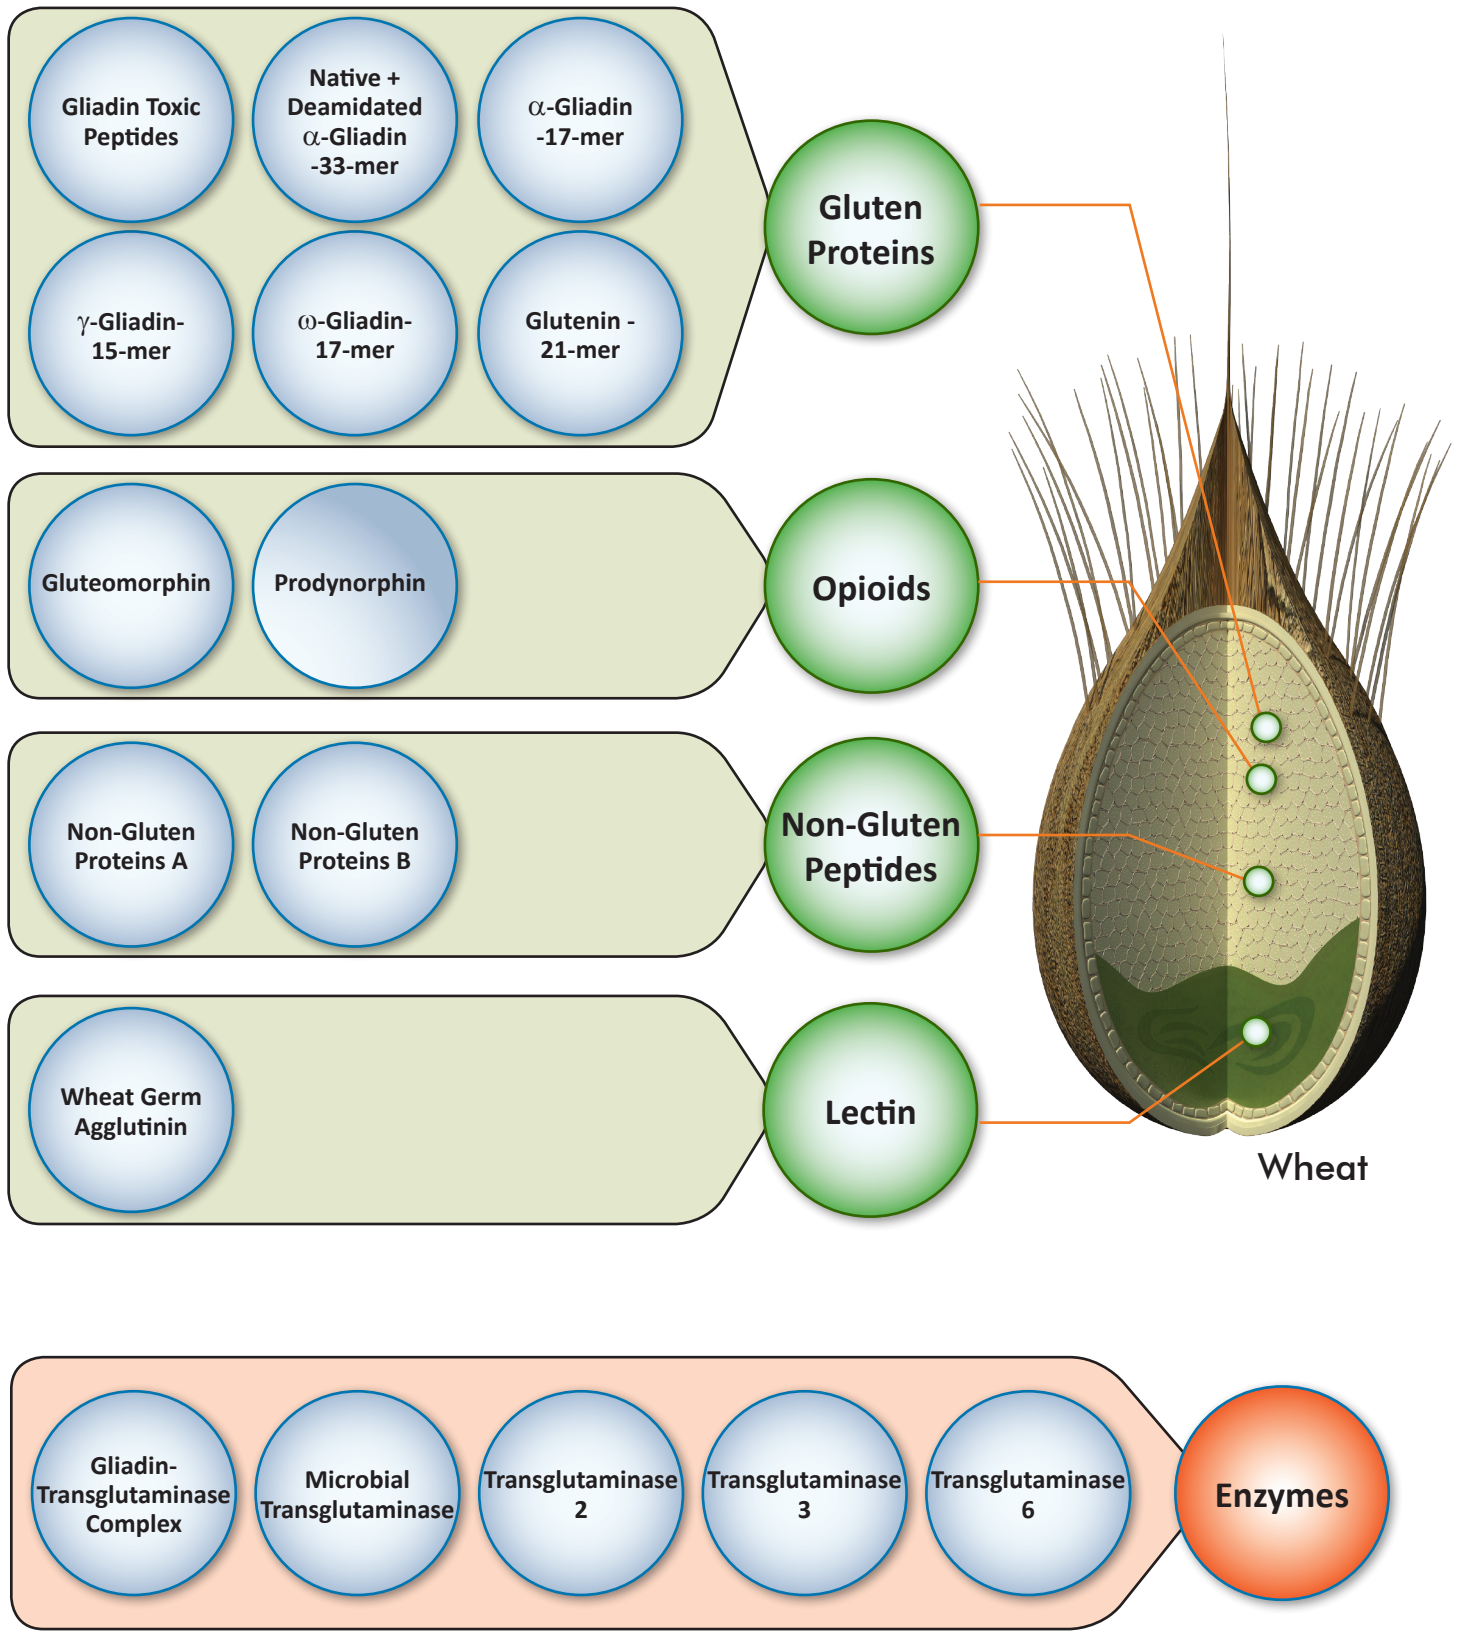 Gliadin Toxic
Peptides
Native +
Deamidated
α-Gliadin
-33-mer
α-Gliadin
-17-mer
γ-Gliadin-
15-mer
ω-Gliadin-
17-mer
Glutenin -
21-mer
Gluten
Proteins
Gluteomorphin
Prodynorphin
Opioids
Non-Gluten
Proteins A
Non-Gluten
Proteins B
Non-Gluten
Peptides
Wheat Germ
Agglutinin
Lectin
Wheat
Gliadin-
Transglutaminase
Complex
Microbial
Transglutaminase
Transglutaminase
2
Transglutaminase
3
Transglutaminase
6
Enzymes